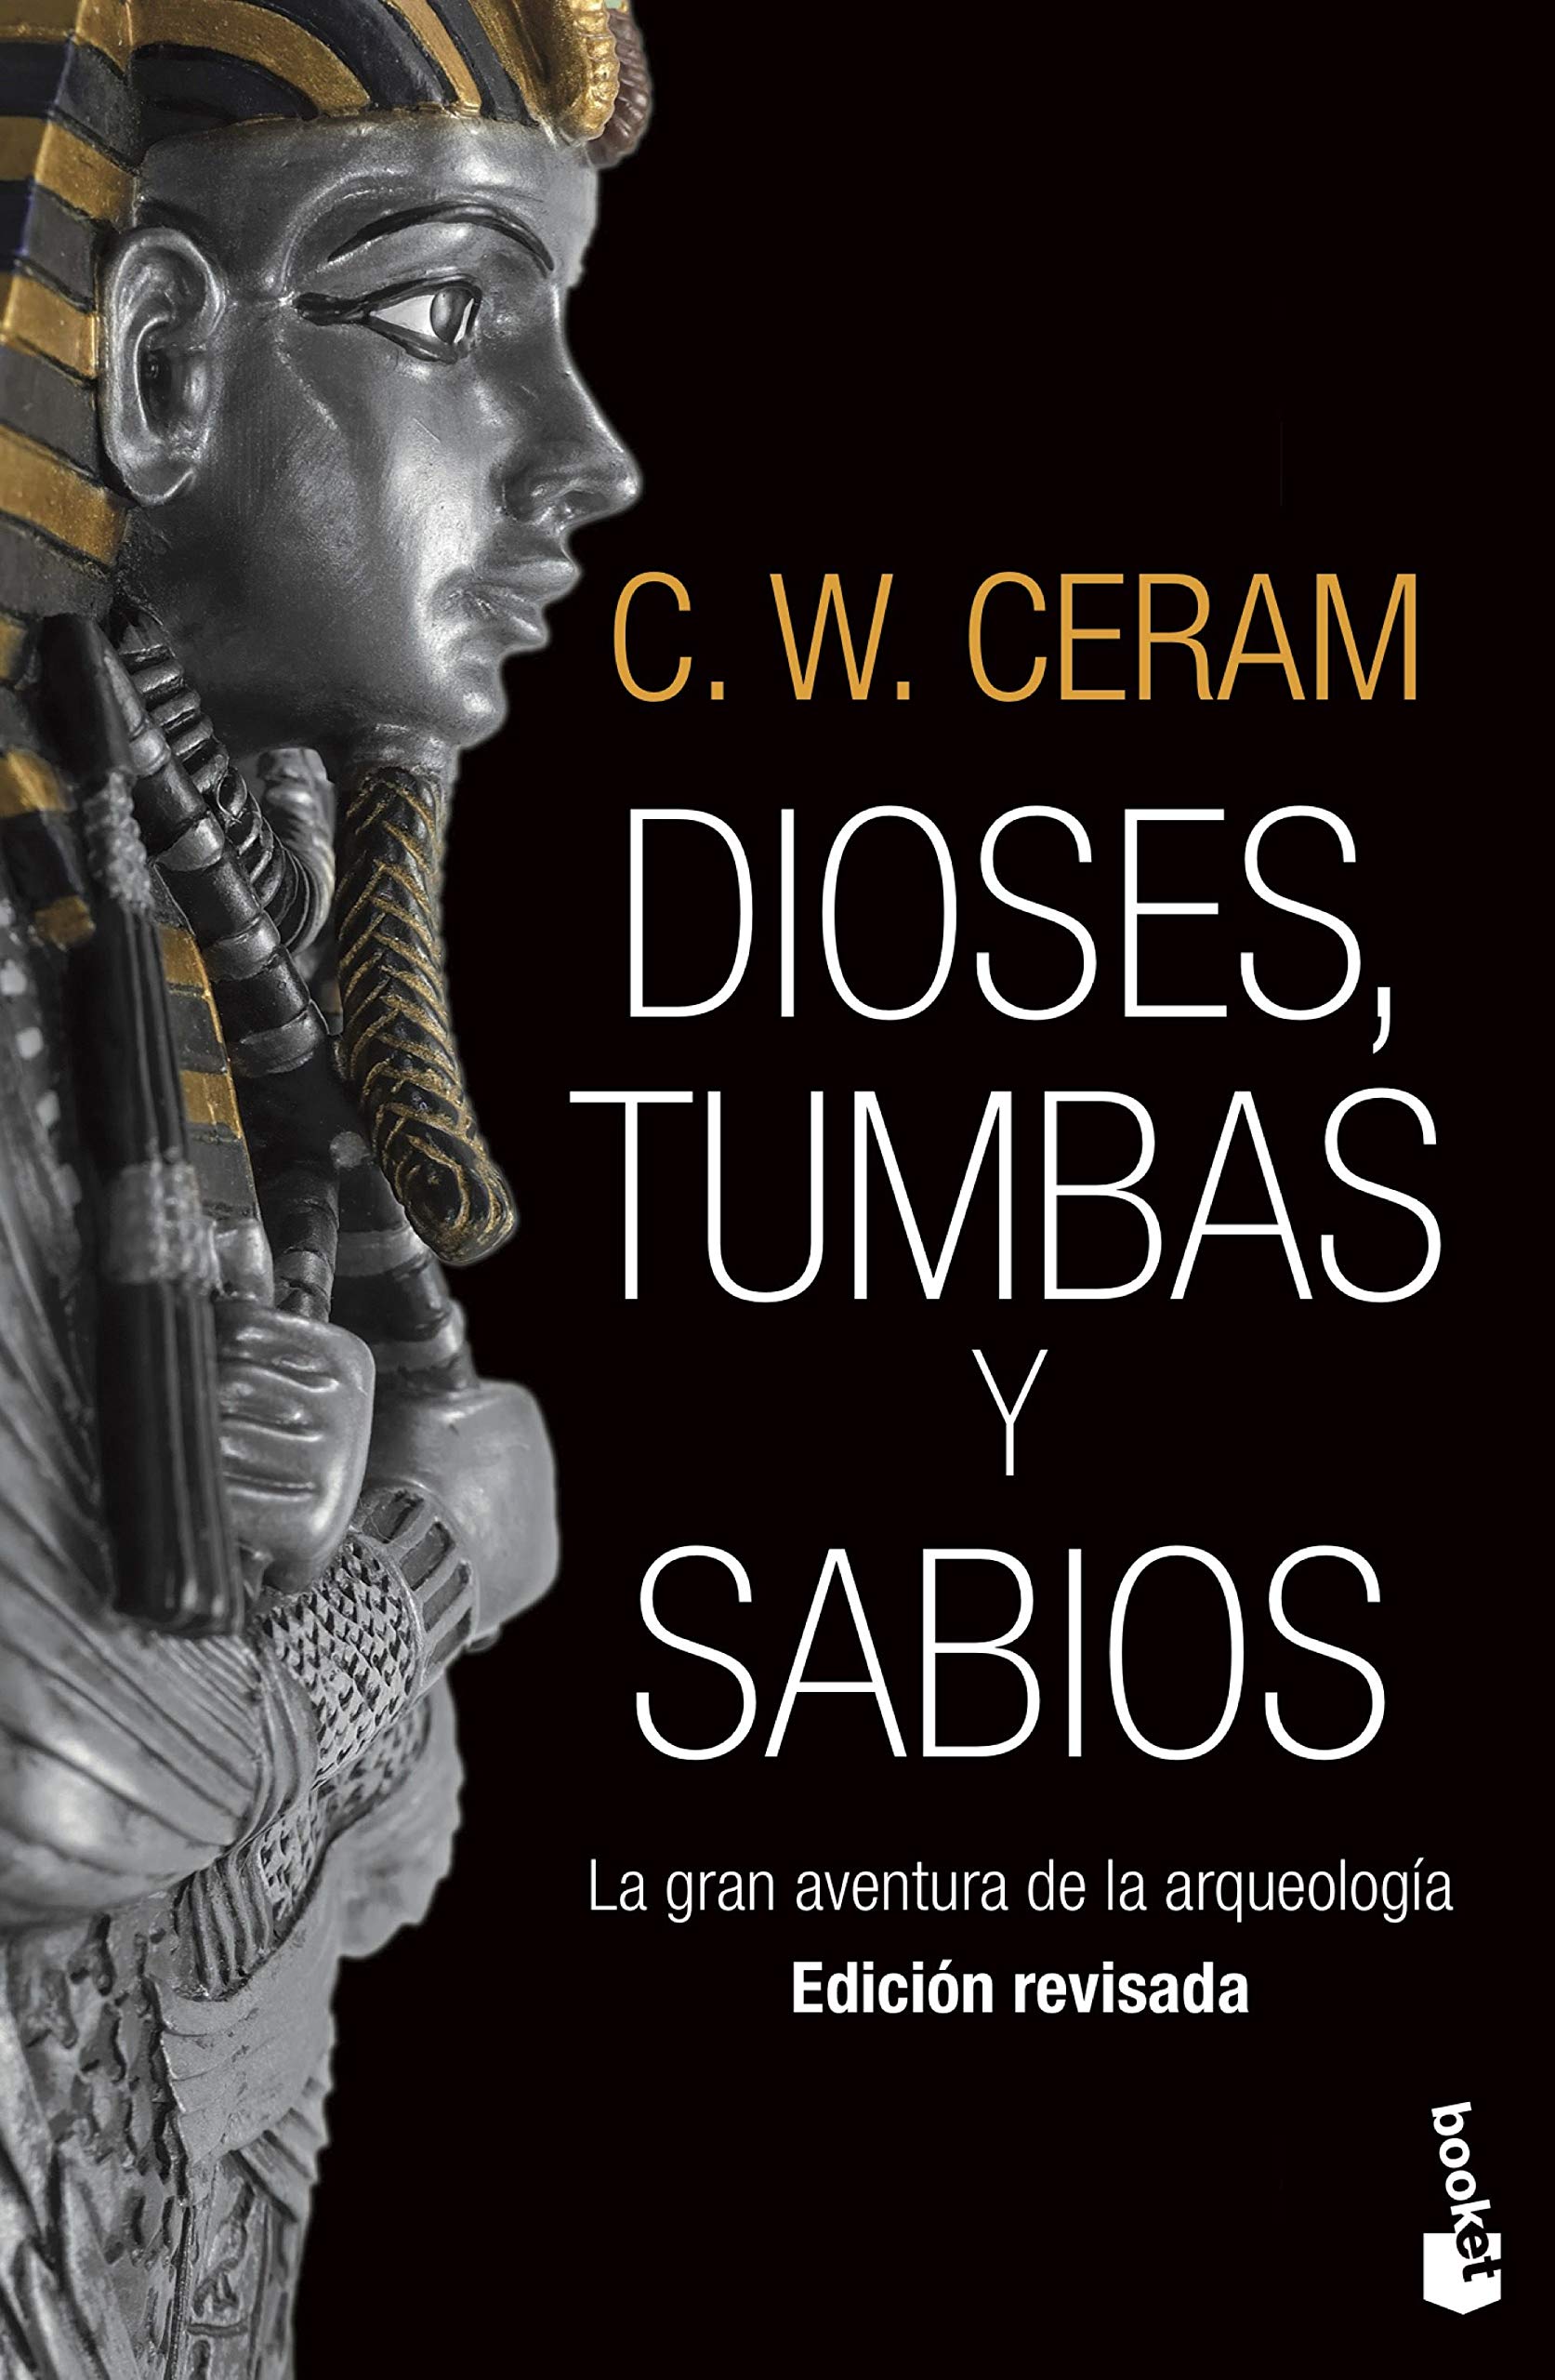 C. W. CERAM
DIOSES,
TUMBAS
Y
SABIOS
La gran aventura de la arqueología
Edición revisada
booket